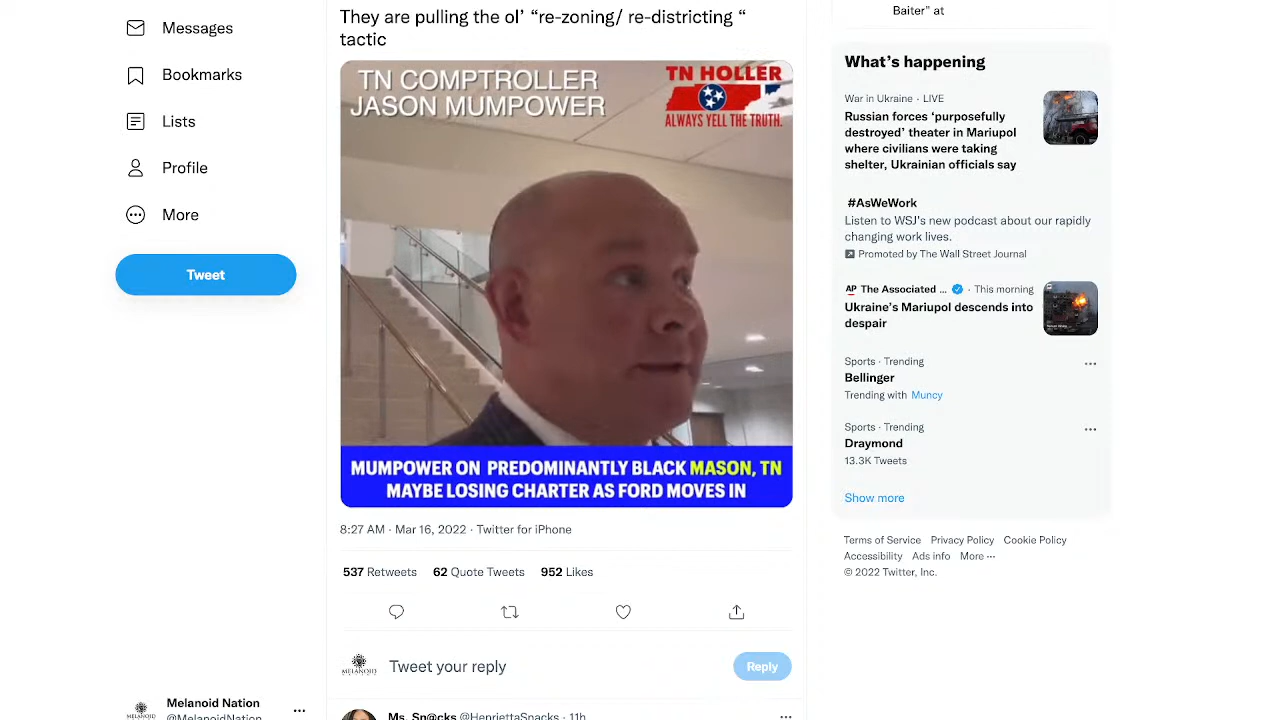 Messages
Bookmarks
Lists
Profile
More
Tweet
Melanoid Nation
@MelanoidNation
They are pulling the ol’ “re-zoning/ re-districting “
tactic
TN COMPTROLLER
JASON MUMPOWER
TN HOLLER
ALWAYS YELL THE TRUTH.
MUMPOWER ON PREDOMINANTLY BLACK MASON, TN
MAYBE LOSING CHARTER AS FORD MOVES IN
8:27 AM · Mar 16, 2022 · Twitter for iPhone
537 Retweets 62 Quote Tweets 952 Likes
MELANOID
Tweet your reply
Reply
Ms. Sn@cks @HenriettaSnacks · 11h
Baiter” at
What’s happening
War in Ukraine · LIVE
Russian forces ‘purposefully
destroyed’ theater in Mariupol
where civilians were taking
shelter, Ukrainian officials say
#AsWeWork
Listen to WSJ's new podcast about our rapidly
changing work lives.
Promoted by The Wall Street Journal
AP The Associated ... · This morning
Ukraine’s Mariupol descends into
despair
Sports · Trending
Bellinger
Trending with Muncy
Sports · Trending
Draymond
13.3K Tweets
Show more
Terms of Service Privacy Policy Cookie Policy
Accessibility Ads info More ···
© 2022 Twitter, Inc.